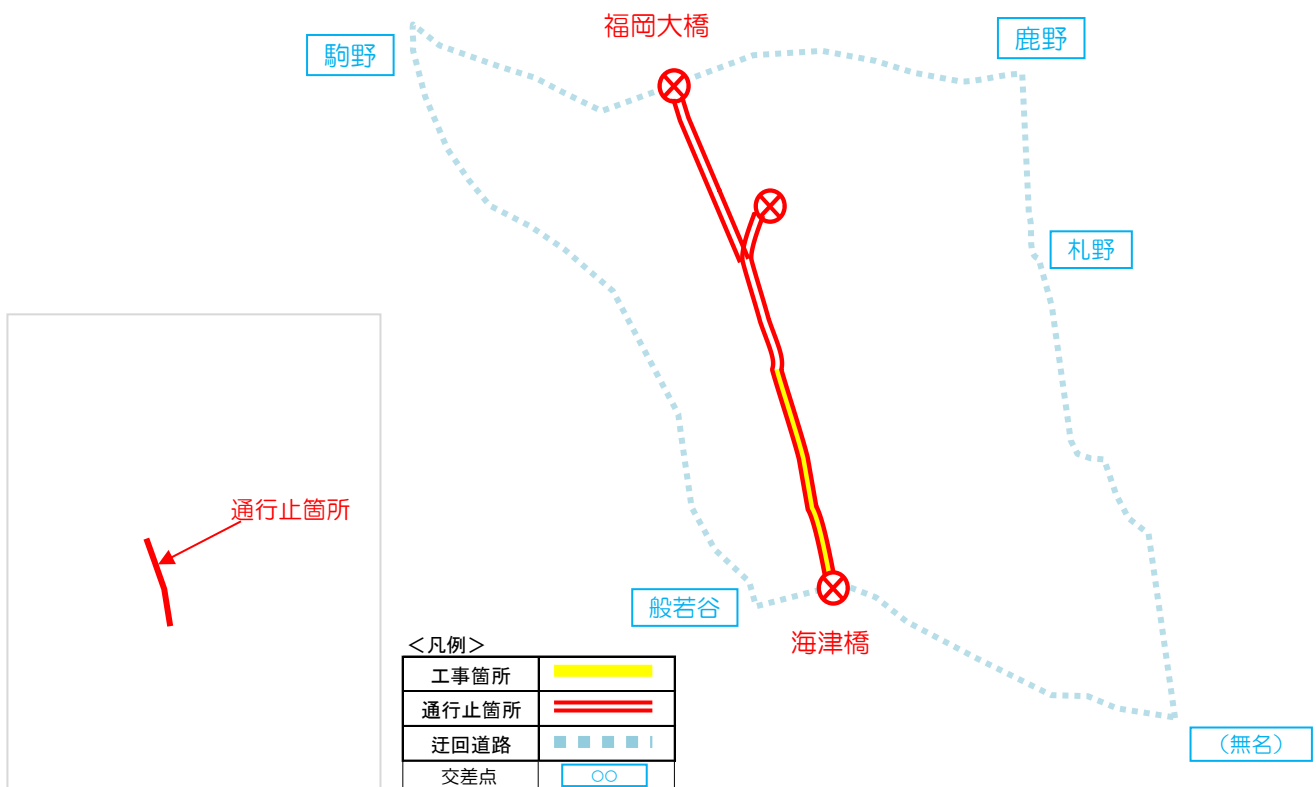 福岡大橋
駒野
鹿野
札野
通行止箇所
般若谷
海津橋
(無名)
＜凡例＞
工事箇所
通行止箇所
迂回道路
交差点
○○